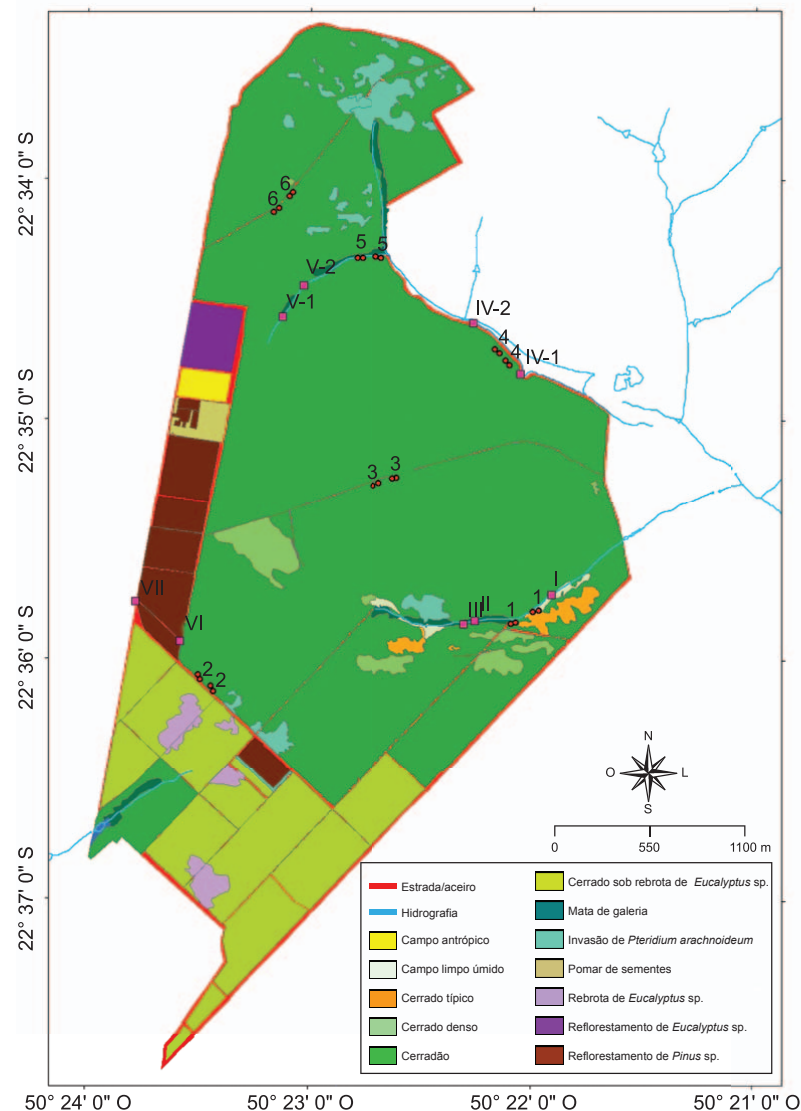 22° 34' 0" S
6
6
5
5
V-2
V-1
IV-2
4
4
IV-1
22° 35' 0" S
3
3
I
VII
II
III
1
1
VI
22° 36' 0" S
2
2
N
O
L
S
0
550
1100 m
22° 37' 0" S
Estrada/aceiro
Hidrografia
Campo antrópico
Campo limpo úmido
Cerrado típico
Cerrado denso
Cerradão
Cerrado sob rebrota de Eucalyptus sp.
Mata de galeria
Invasão de Pteridium arachnoideum
Pomar de sementes
Rebrota de Eucalyptus sp.
Reflorestamento de Eucalyptus sp.
Reflorestamento de Pinus sp.
50° 24' 0" O
50° 23' 0" O
50° 22' 0" O
50° 21' 0" O